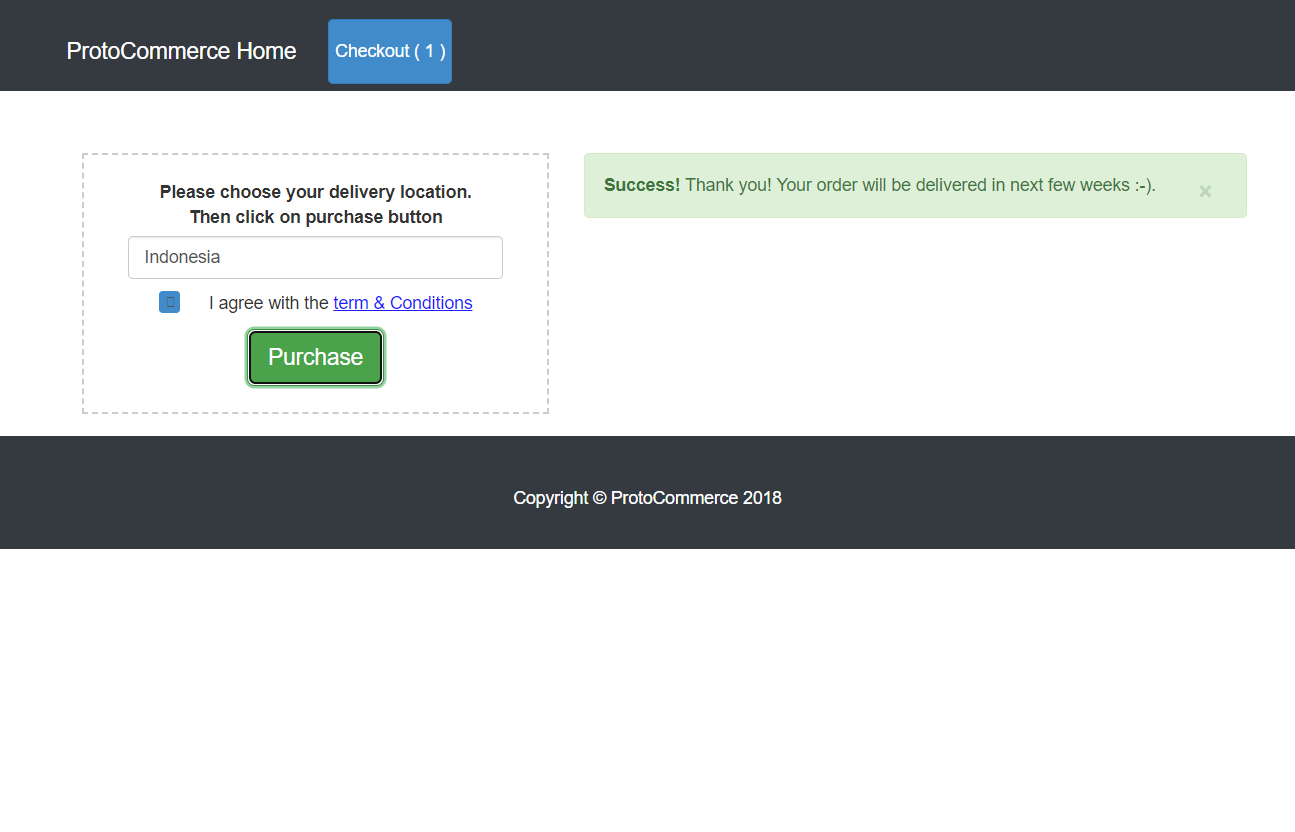 ProtoCommerce Home
Checkout ( 1 )
Please choose your delivery location.
Then click on purchase button
Indonesia
I agree with the term & Conditions
Purchase
Success! Thank you! Your order will be delivered in next few weeks :-).
×
Copyright © ProtoCommerce 2018